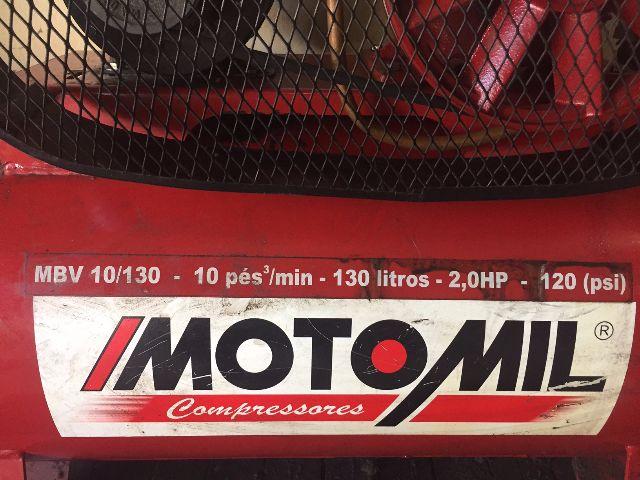 MBV 10/130 - 10 pés³/min - 130 litros - 2,0HP - 120 (psi)
MOTOMIL ®
Compressores